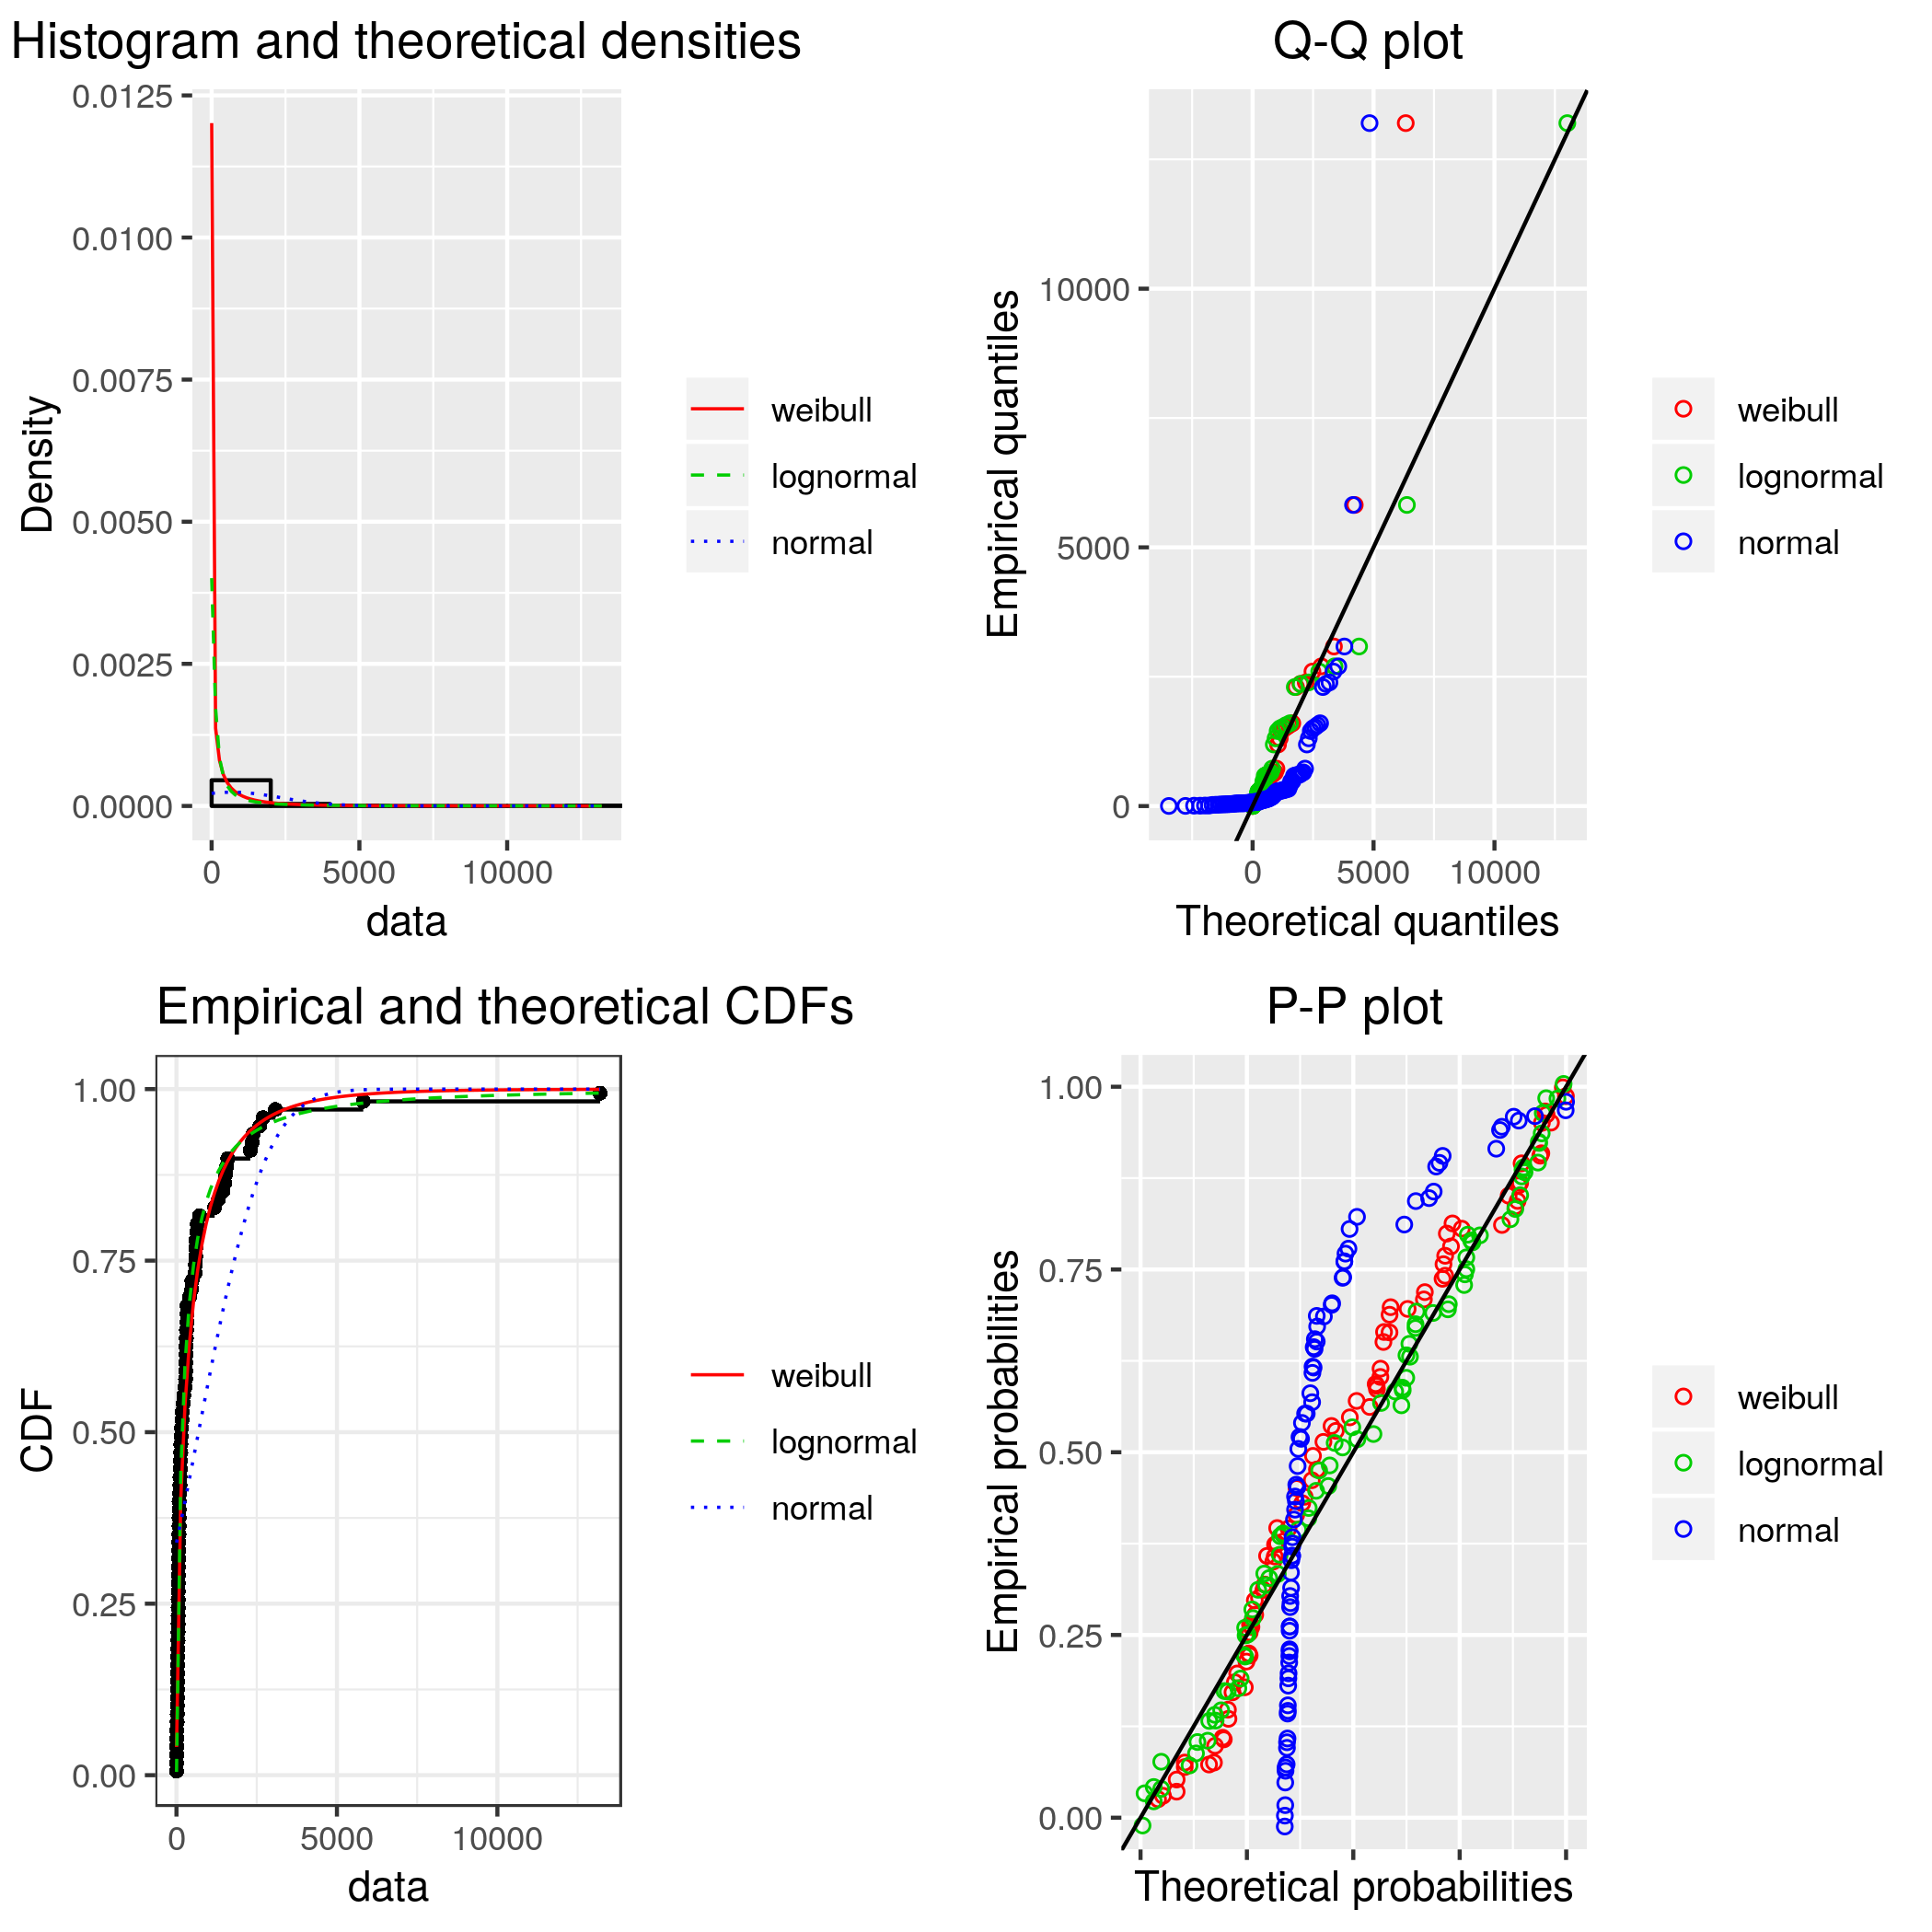 Histogram and theoretical densities
0.0125
0.0100
0.0075
0.0050
0.0025
0.0000
Density
0 5000 10000
data
weibull
lognormal
normal
Q-Q plot
10000
5000
0
Empirical quantiles
0 5000 10000
Theoretical quantiles
weibull
lognormal
normal
Empirical and theoretical CDFs
1.00
0.75
0.50
0.25
0.00
CDF
0 5000 10000
data
weibull
lognormal
normal
P-P plot
1.00
0.75
0.50
0.25
0.00
Empirical probabilities
Theoretical probabilities
weibull
lognormal
normal